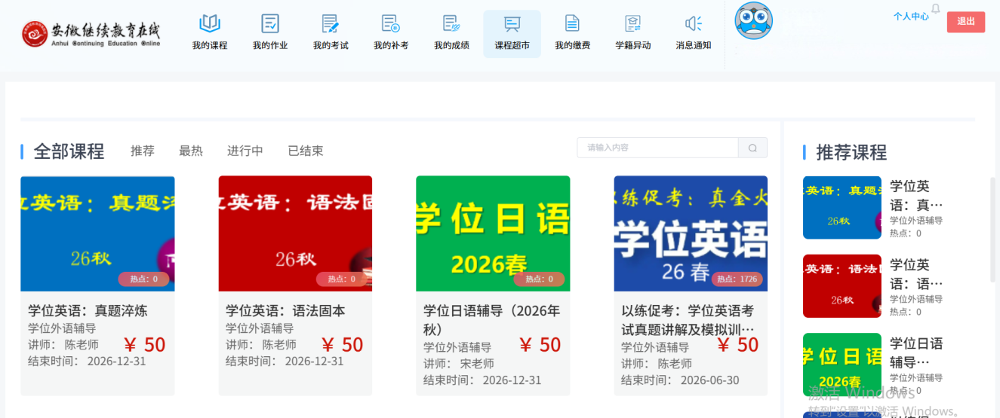 安徽继续教育在线
Anhui Continuing Education Online
我的课程
我的作业
我的考试
我的补考
我的成绩
课程超市
我的缴费
学籍异动
消息通知
个人中心
退出
全部课程
推荐
最热
进行中
已结束
请输入内容
推荐课程
学位英语：真题淬
26秋
热点：0
学位英语：真题淬炼
学位外语辅导
讲师： 陈老师
¥ 50
结束时间： 2026-12-31
英语：语法固
26秋
热点：0
学位英语：语法固本
学位外语辅导
讲师： 陈老师
¥ 50
结束时间： 2026-12-31
学位日语
2026春
热点：0
学位日语辅导（2026年
秋）
学位外语辅导
¥ 50
讲师： 宋老师
结束时间： 2026-12-31
以练促考：真金火
学位英语
26 春
热点：1726
以练促考：学位英语考
试真题讲解及模拟训…
学位外语辅导
¥ 50
讲师： 陈老师
结束时间： 2026-06-30
英语：真题
26秋
学位英
语：真…
学位外语辅导
热点：0
英语：语法
26秋
学位英
语：语…
学位外语辅导
热点：0
学位日语
2026春
学位日语
辅导…
学位外语辅导
热点：0
激活 Windows
转到"设置"以激活 Windows。